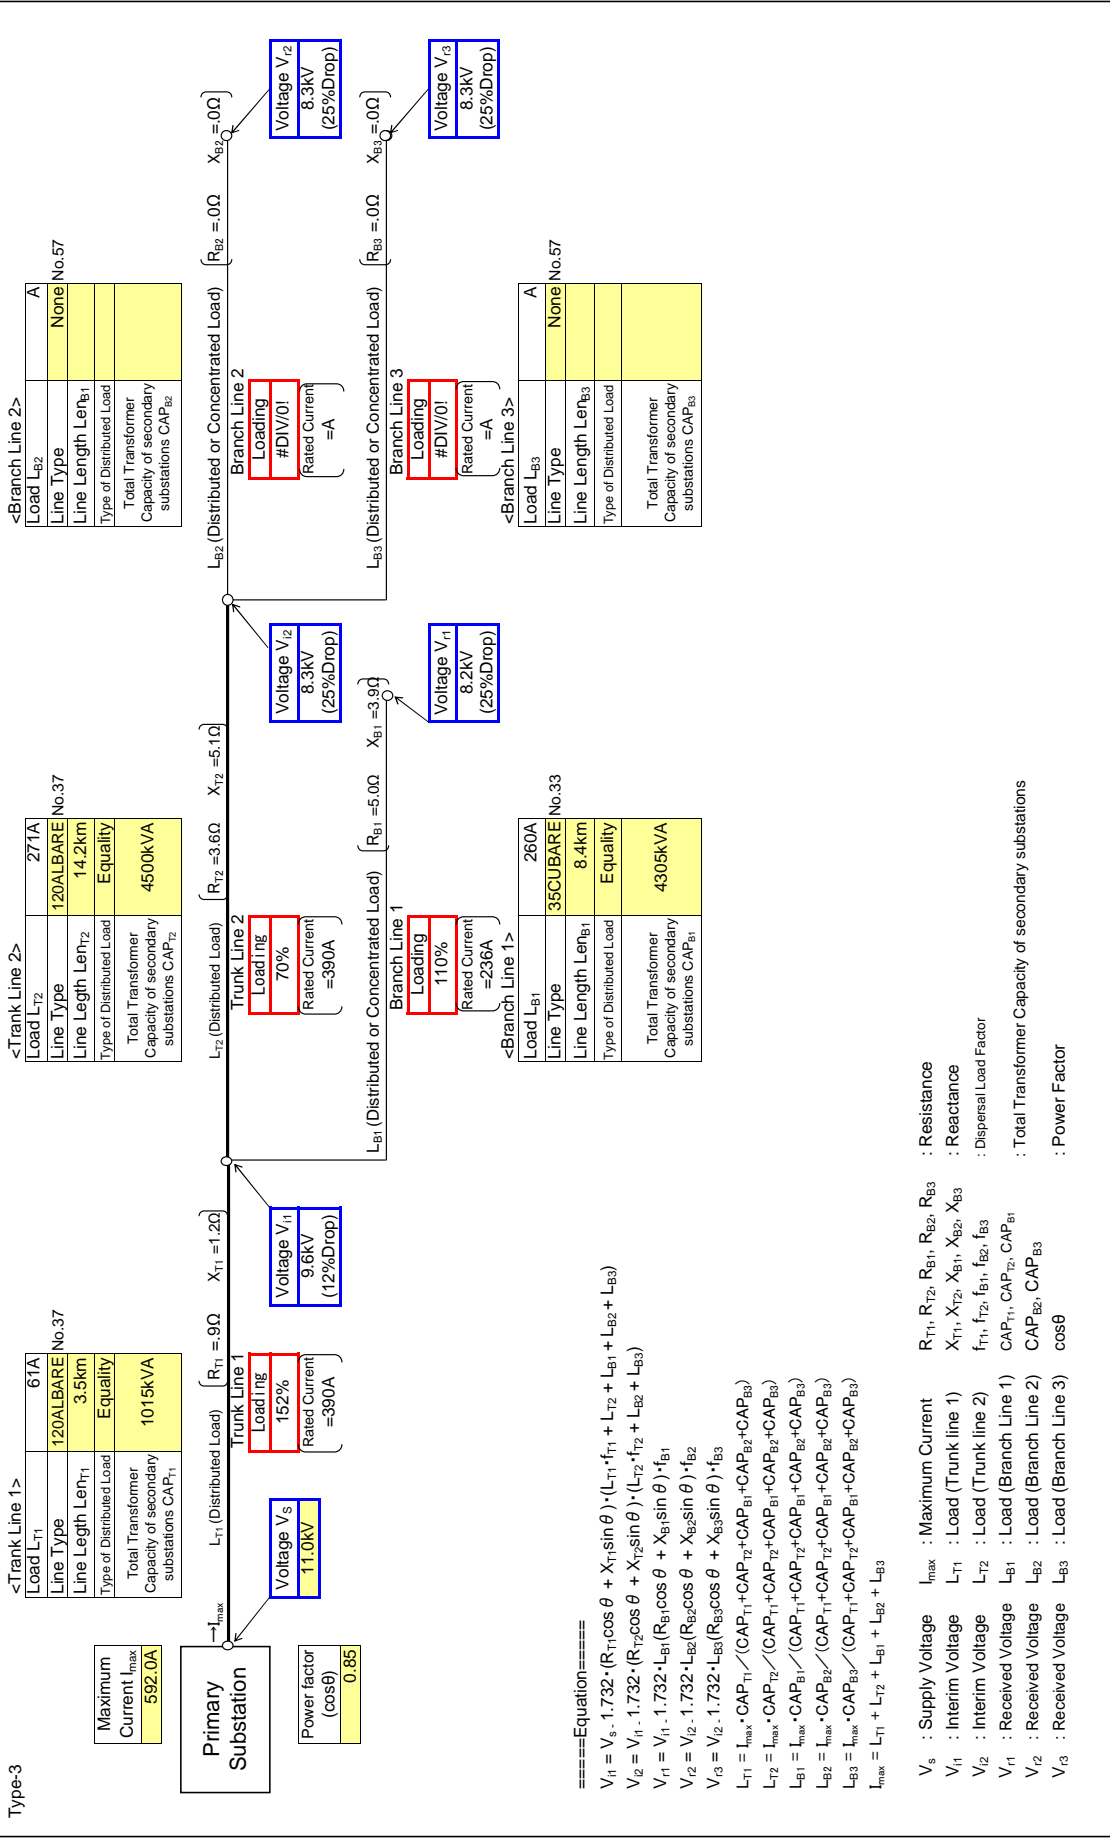 Type-3
Maximum
Current Imax
592.0A
Primary
Substation
→Imax
Power factor
(cosθ)
0.85
Voltage VS
11.0kV
<Trank Line 1>
Load LT1 61A
Line Type 120ALBARE No.37
Line Legth LenT1 3.5km
Type of Distributed Load Equality
Total Transformer
Capacity of secondary
substations CAPT1
1015kVA
LT1 (Distributed Load)
RT1 =.9Ω XT1 =1.2Ω
Trunk Line 1
Loading
152%
Rated Current
=390A
Voltage Vi1
9.6kV
(12%Drop)
<Trank Line 2>
Load LT2 271A
Line Type 120ALBARE No.37
Line Legth LenT2 14.2km
Type of Distributed Load Equality
Total Transformer
Capacity of secondary
substations CAPT2
4500kVA
LT2 (Distributed Load)
RT2 =3.6Ω XT2 =5.1Ω
Trunk Line 2
Loading
70%
Rated Current
=390A
Voltage Vi2
8.3kV
(25%Drop)
LB1 (Distributed or Concentrated Load)
RB1 =5.0Ω XB1 =3.9Ω
Branch Line 1
Loading
110%
Rated Current
=236A
Voltage Vr1
8.2kV
(25%Drop)
<Branch Line 1>
Load LB1 260A
Line Type 35CUBARE No.33
Line Length LenB1 8.4km
Type of Distributed Load Equality
Total Transformer
Capacity of secondary
substations CAPB1
4305kVA
<Branch Line 2>
Load LB2 A
Line Type None No.57
Line Length LenB1
Type of Distributed Load
Total Transformer
Capacity of secondary
substations CAPB2
LB2 (Distributed or Concentrated Load)
RB2 =.0Ω XB2 =.0Ω
Branch Line 2
Loading
#DIV/0!
Rated Current
=A
Voltage Vr2
8.3kV
(25%Drop)
LB3 (Distributed or Concentrated Load)
RB3 =.0Ω XB3 =.0Ω
Branch Line 3
Loading
#DIV/0!
Rated Current
=A
Voltage Vr3
8.3kV
(25%Drop)
<Branch Line 3>
Load LB3 A
Line Type None No.57
Line Length LenB3
Type of Distributed Load
Total Transformer
Capacity of secondary
substations CAPB3
=====Equation=====
Vi1 = VS - 1.732･(RT1cosθ + XT1sinθ)･(LT1･fT1 + LT2 + LB1 + LB2 + LB3)
Vi2 = Vi1 - 1.732･(RT2cosθ + XT2sinθ)･(LT2･fT2 + LB2 + LB3)
Vr1 = Vi1 - 1.732･LB1(RB1cosθ + XB1sinθ)･fB1
Vr2 = Vi2 - 1.732･LB2(RB2cosθ + XB2sinθ)･fB2
Vr3 = Vi2 - 1.732･LB3(RB3cosθ + XB3sinθ)･fB3
LT1 = Imax･CAPT1／(CAPT1+CAPT2+CAPB1+CAPB2+CAPB3)
LT2 = Imax･CAPT2／(CAPT1+CAPT2+CAPB1+CAPB2+CAPB3)
LB1 = Imax･CAPB1／(CAPT1+CAPT2+CAPB1+CAPB2+CAPB3)
LB2 = Imax･CAPB2／(CAPT1+CAPT2+CAPB1+CAPB2+CAPB3)
LB3 = Imax･CAPB3／(CAPT1+CAPT2+CAPB1+CAPB2+CAPB3)
Imax = LT1 + LT2 + LB1 + LB2 + LB3
Vs : Supply Voltage Imax : Maximum Current RT1, RT2, RB1, RB2, RB3 : Resistance
Vi1 : Interim Voltage LT1 : Load (Trunk line 1) XT1, XT2, XB1, XB2, XB3 : Reactance
Vi2 : Interim Voltage LT2 : Load (Trunk line 2) fT1, fT2, fB1, fB2, fB3 : Dispersal Load Factor
Vr1 : Received Voltage LB1 : Load (Branch Line 1) CAPT1, CAPT2, CAPB1
Vr2 : Received Voltage LB2 : Load (Branch Line 2) CAPB2, CAPB3 : Total Transformer Capacity of secondary substations
Vr3 : Received Voltage LB3 : Load (Branch Line 3) cosθ : Power Factor